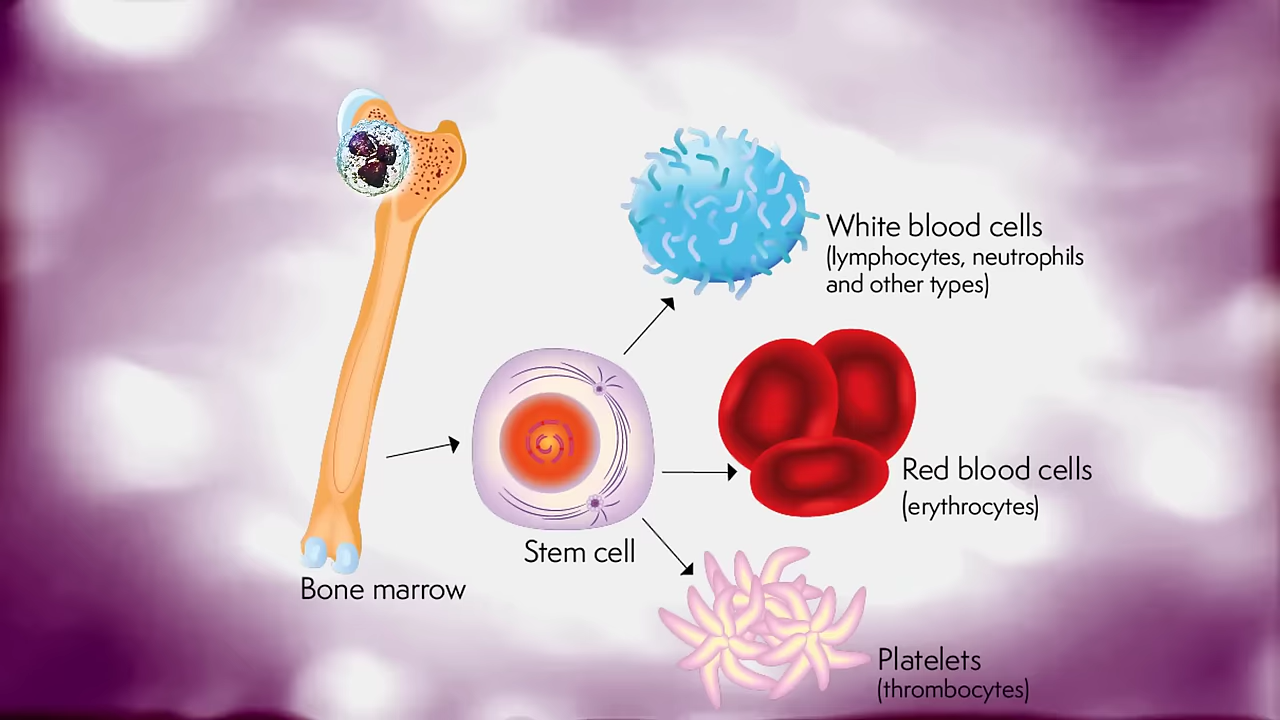 White blood cells
(lymphocytes, neutrophils
and other types)
Red blood cells
(erythrocytes)
Stem cell
Bone marrow
Platelets
(thrombocytes)